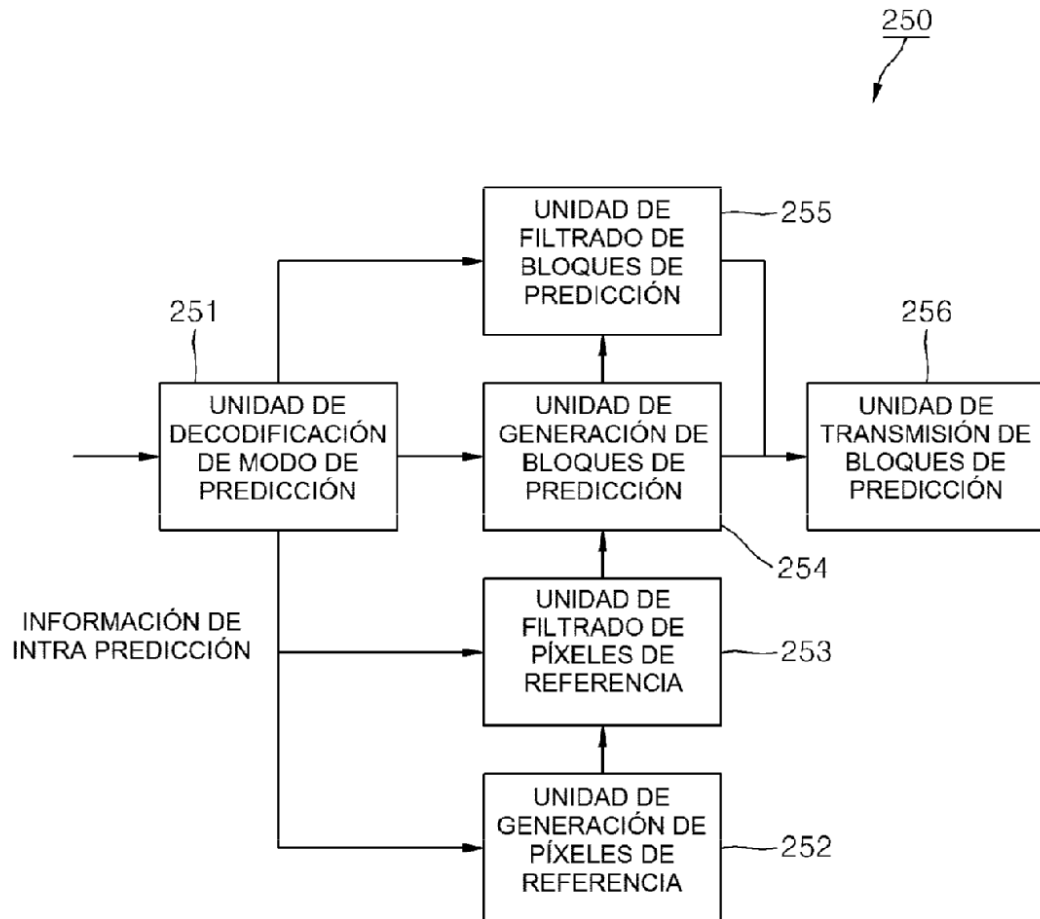 250
UNIDAD DE
FILTRADO DE
BLOQUES DE
PREDICCIÓN
255
251
UNIDAD DE
DECODIFICACIÓN
DE MODO DE
PREDICCIÓN
UNIDAD DE
GENERACIÓN DE
BLOQUES DE
PREDICCIÓN
254
256
UNIDAD DE
TRANSMISIÓN DE
BLOQUES DE
PREDICCIÓN
INFORMACIÓN DE
INTRA PREDICCIÓN
UNIDAD DE
FILTRADO DE
PÍXELES DE
REFERENCIA
253
UNIDAD DE
GENERACIÓN DE
PÍXELES DE
REFERENCIA
252